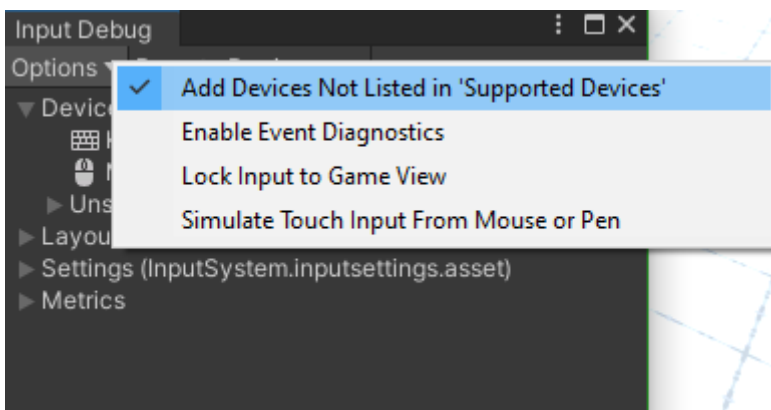 Input Debug
Options
Add Devices Not Listed in 'Supported Devices'
Enable Event Diagnostics
Lock Input to Game View
Simulate Touch Input From Mouse or Pen
Settings (InputSystem.inputsettings.asset)
Metrics